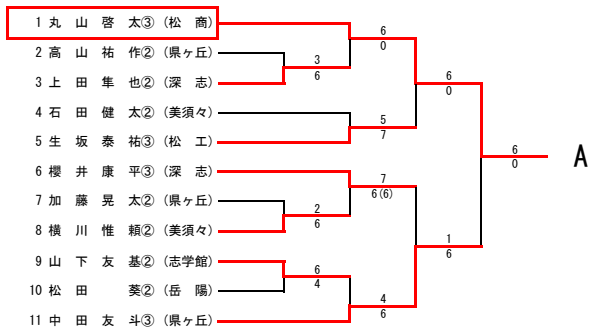 1 丸 山 啓 太③ (松 商)
2 高 山 祐 作② (県ヶ丘)
3 上 田 隼 也② (深 志)
4 石 田 健 太② (美須々)
5 生 坂 泰 祐③ (松 工)
6 櫻 井 康 平③ (深 志)
7 加 藤 晃 太② (県ヶ丘)
8 横 川 惟 頼② (美須々)
9 山 下 友 基② (志学館)
10 松 田 葵② (岳 陽)
11 中 田 友 斗③ (県ヶ丘)
3
6
2
6
6
4
6
0
5
7
7
6(6)
4
6
6
0
1
6
6
0
A